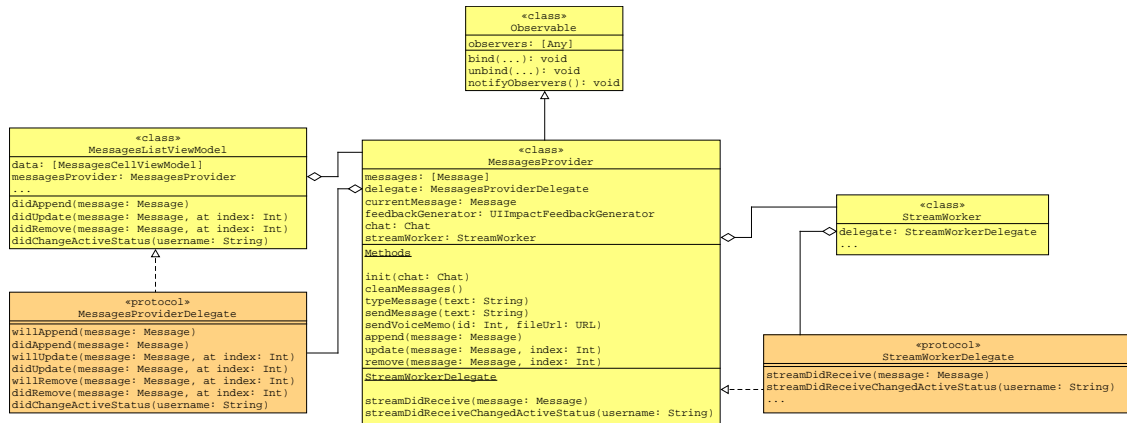 «class»
Observable
observers: [Any]
bind(...): void
unbind(...): void
notifyObservers(): void
«class»
MessagesListViewModel
data: [MessagesCellViewModel]
messagesProvider: MessagesProvider
...
didAppend(message: Message)
didUpdate(message: Message, at index: Int)
didRemove(message: Message, at index: Int)
didChangeActiveStatus(username: String)
«class»
MessagesProvider
messages: [Message]
delegate: MessagesProviderDelegate
currentMessage: Message
feedbackGenerator: UIImpactFeedbackGenerator
chat: Chat
streamWorker: StreamWorker
Methods
init(chat: Chat)
cleanMessages()
typeMessage(text: String)
sendMessage(text: String)
sendVoiceMemo(id: Int, fileUrl: URL)
append(message: Message)
update(message: Message, index: Int)
remove(message: Message, index: Int)
StreamWorkerDelegate
streamDidReceive(message: Message)
streamDidReceiveChangedActiveStatus(username: String)
«class»
StreamWorker
delegate: StreamWorkerDelegate
...
«protocol»
MessagesProviderDelegate
willAppend(message: Message)
didAppend(message: Message)
willUpdate(message: Message, at index: Int)
didUpdate(message: Message, at index: Int)
willRemove(message: Message, at index: Int)
didRemove(message: Message, at index: Int)
didChangeActiveStatus(username: String)
«protocol»
StreamWorkerDelegate
streamDidReceive(message: Message)
streamDidReceiveChangedActiveStatus(username: String)
...